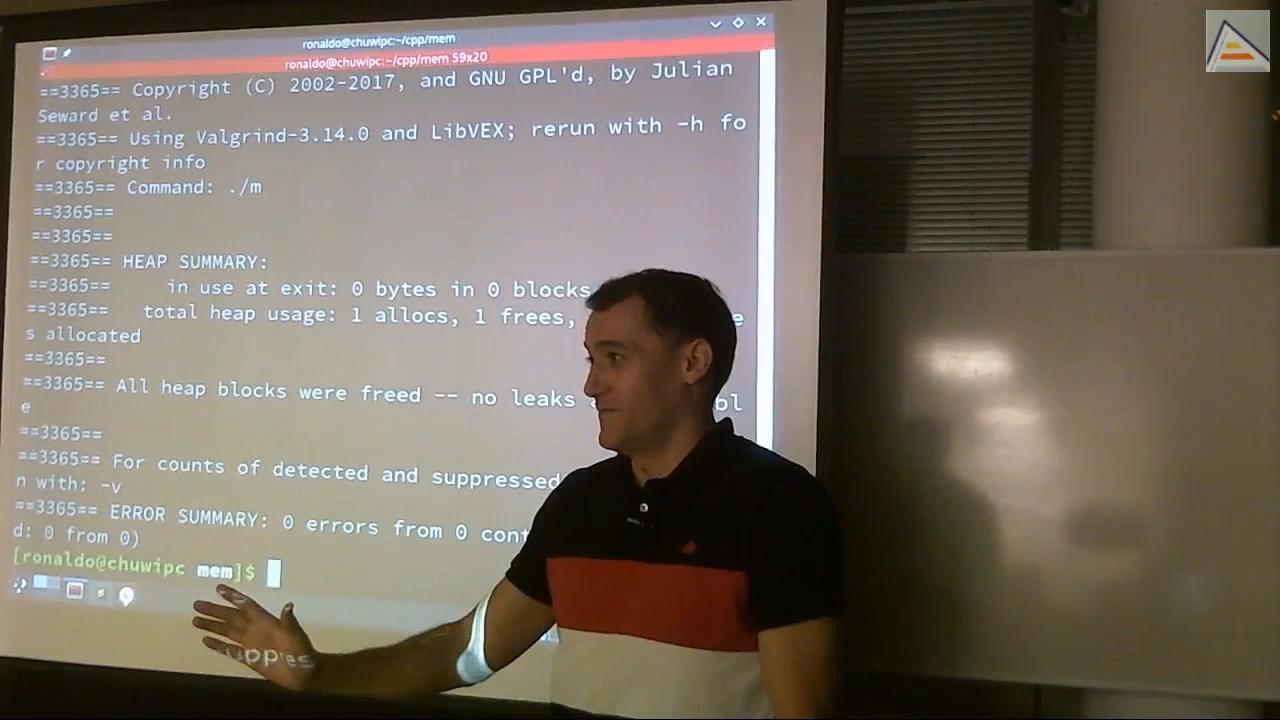 ronaldo@chuwipc:~/cpp/mem
ronaldo@chuwipc:~/cpp/mem 59x20
==3365== Copyright (C) 2002-2017, and GNU GPL'd, by Julian
Seward et al.
==3365== Using Valgrind-3.14.0 and LibVEX; rerun with -h fo
r copyright info
==3365== Command: ./m
==3365==
==3365==
==3365== HEAP SUMMARY:
==3365==     in use at exit: 0 bytes in 0 blocks
==3365==   total heap usage: 1 allocs, 1 frees, e
s allocated
==3365==
==3365== All heap blocks were freed -- no leaks bl
e
==3365==
==3365== For counts of detected and suppressed
n with: -v
==3365== ERROR SUMMARY: 0 errors from 0 cont
d: 0 from 0)
[ronaldo@chuwipc mem]$